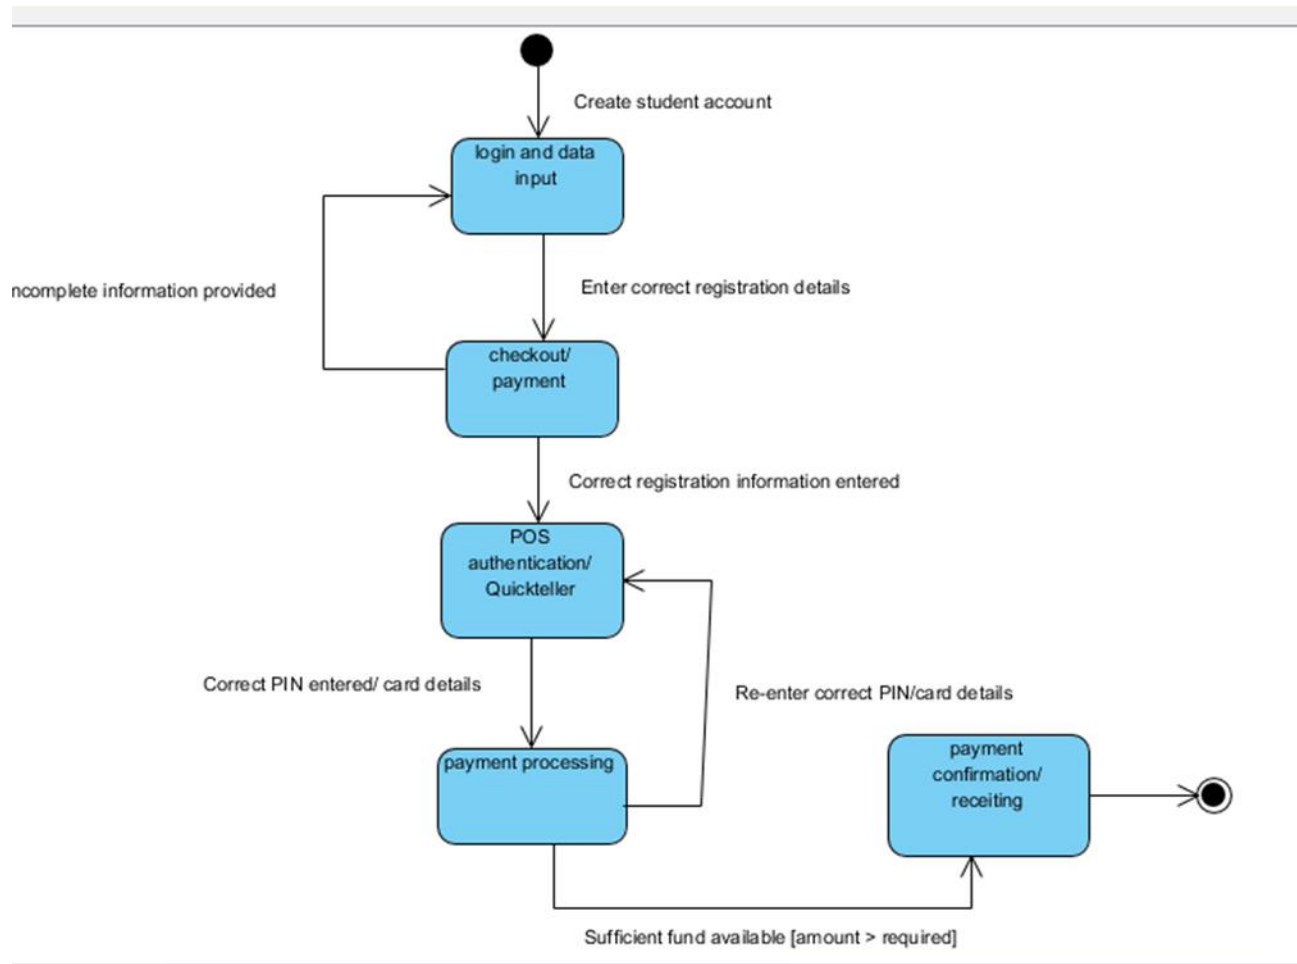 Create student account
login and data
input
ncomplete information provided
Enter correct registration details
checkout/
payment
Correct registration information entered
POS
authentication/
Quickteller
Correct PIN entered/ card details
Re-enter correct PIN/card details
payment processing
payment
confirmation/
receiting
Sufficient fund available [amount > required]